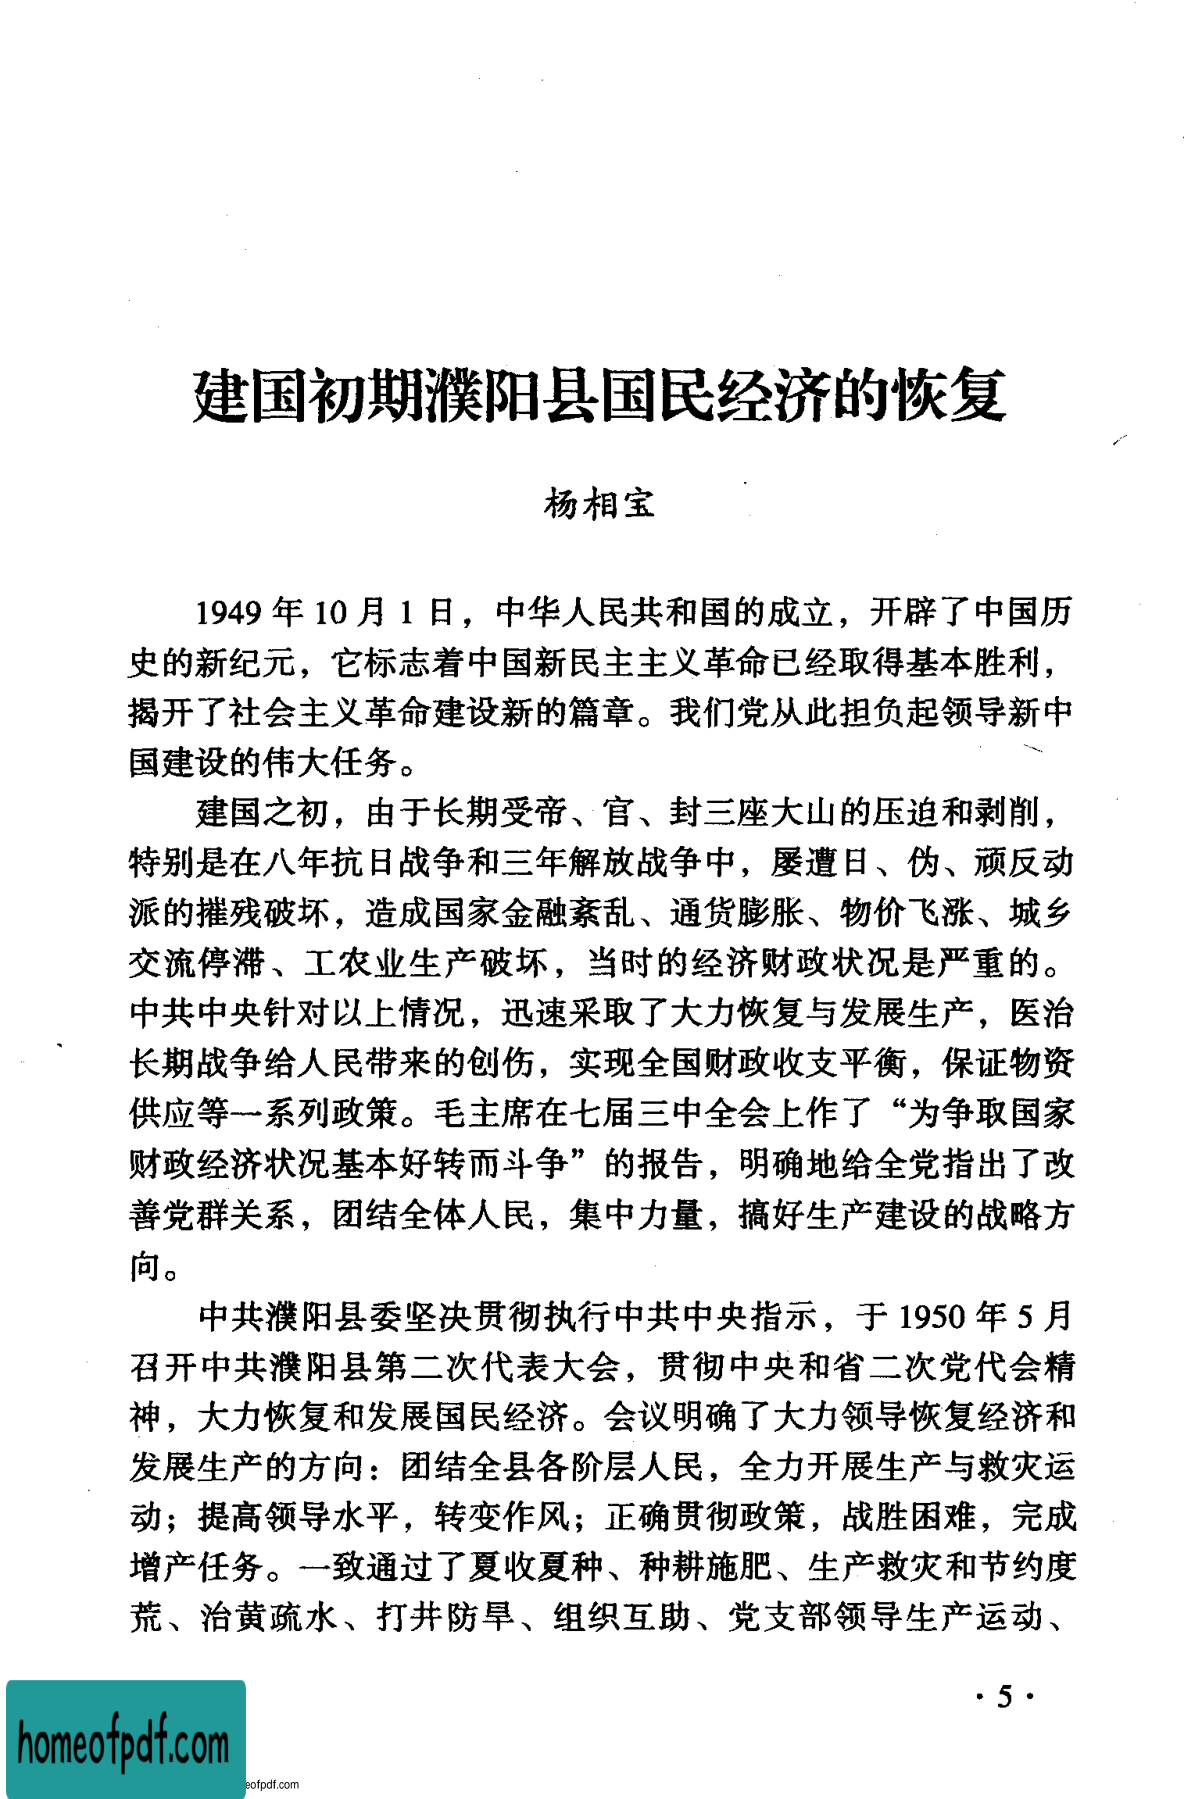 建国初期濮阳县国民经济的恢复
杨相宝
1949 年 10 月 1 日，中华人民共和国的成立，开辟了中国历
史的新纪元，它标志着中国新民主主义革命已经取得基本胜利，
揭开了社会主义革命建设新的篇章。我们党从此担负起领导新中
国建设的伟大任务。
建国之初，由于长期受帝、官、封三座大山的压迫和剥削，
特别是在八年抗日战争和三年解放战争中，屡遭日、伪、顽反动
派的摧残破坏，造成国家金融紊乱、通货膨胀、物价飞涨、城乡
交流停滞、工农业生产破坏，当时的经济财政状况是严重的。
中共中央针对以上情况，迅速采取了大力恢复与发展生产，医治
长期战争给人民带来的创伤，实现全国财政收支平衡，保证物资
供应等一系列政策。毛主席在七届三中全会上作了“为争取国家
财政经济状况基本好转而斗争”的报告，明确地给全党指出了改
善党群关系，团结全体人民，集中力量，搞好生产建设的战略方
向。
中共濮阳县委坚决贯彻执行中共中央指示，于 1950 年 5 月
召开中共濮阳县第二次代表大会，贯彻中央和省二次党代会精
神，大力恢复和发展国民经济。会议明确了大力领导恢复经济和
发展生产的方向：团结全县各阶层人民，全力开展生产与救灾运
动；提高领导水平，转变作风；正确贯彻政策，战胜困难，完成
增产任务。一致通过了夏收夏种、种耕施肥、生产救灾和节约度
荒、治黄疏水、打井防旱、组织互助、党支部领导生产运动、
· 5 ·
homeofpdf.com
eofpdf.com